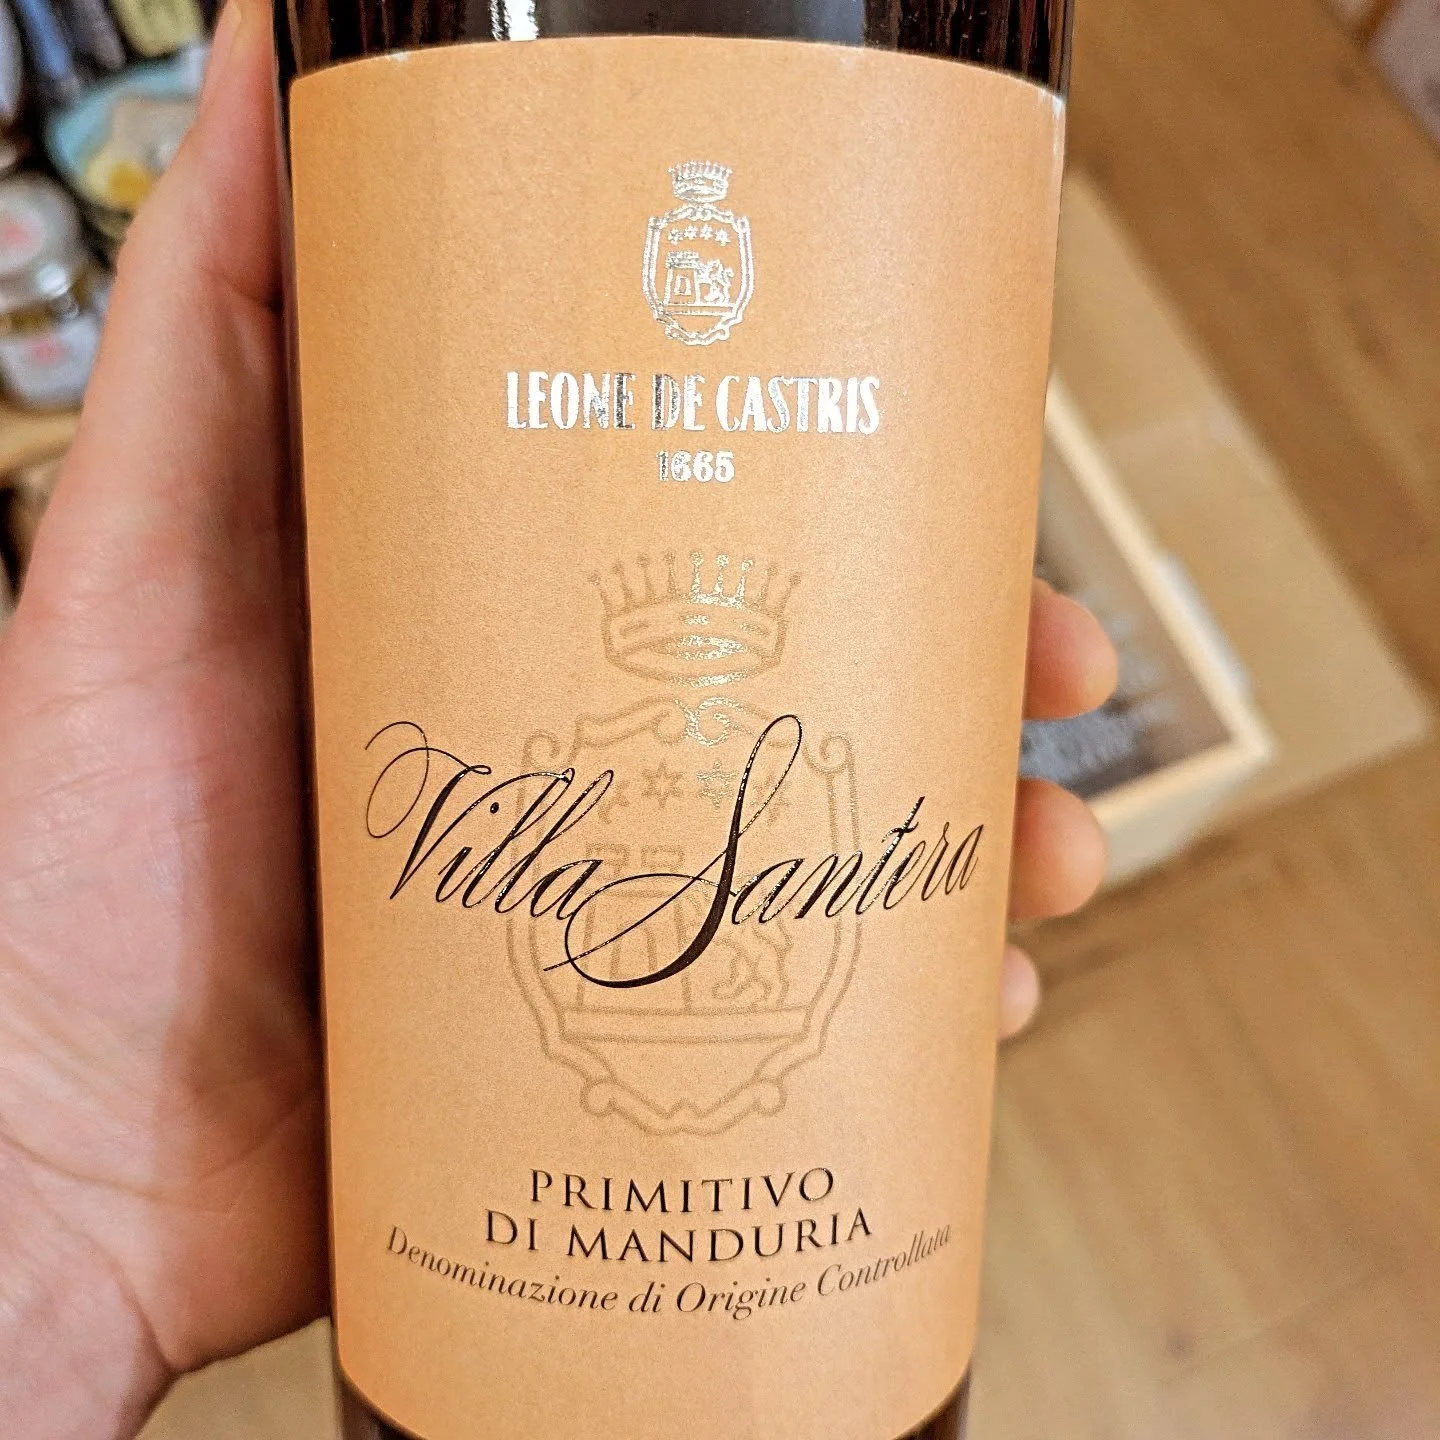 LEONE DE CASTRIS
1665
Villa Santera
PRIMITIVO
DI MANDURIA
Denominazione di Origine Controllata